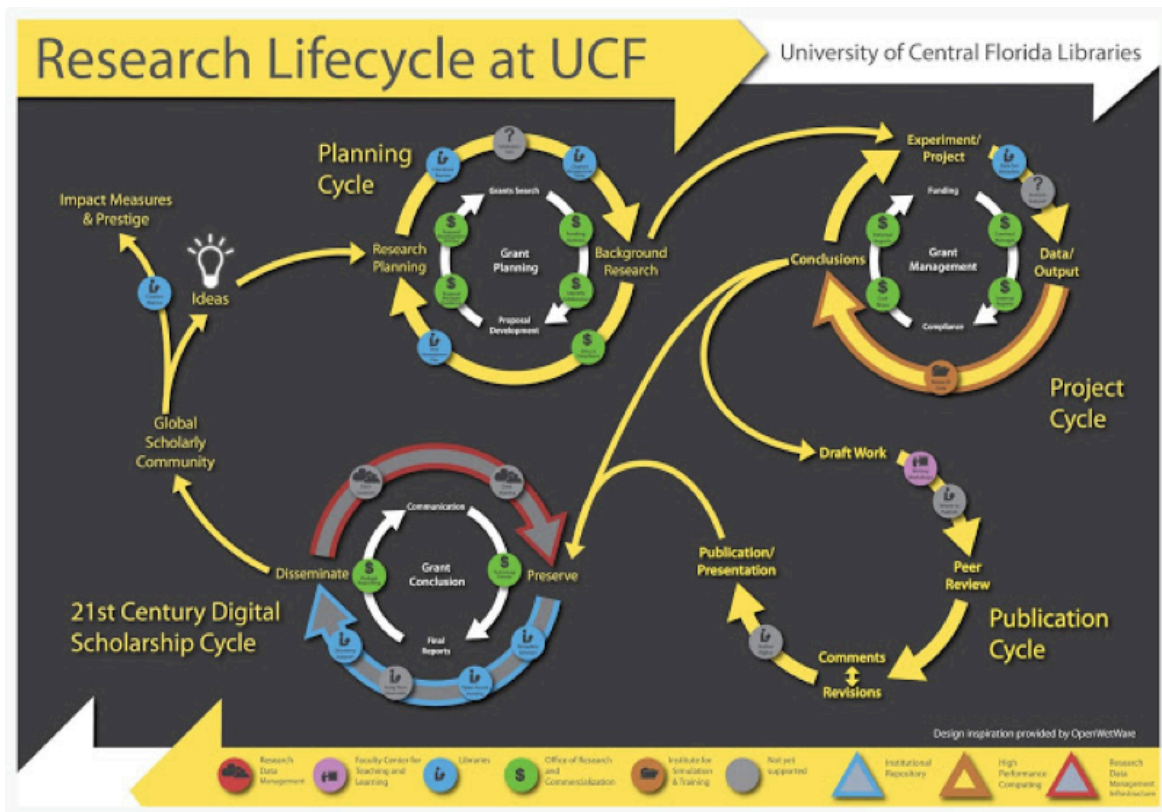 Research Lifecycle at UCF
University of Central Florida Libraries
Planning
Cycle
Impact Measures
& Prestige
Ideas
Research
Planning
Grants Search
Grant
Planning
Proposal
Development
Background
Research
Experiment/
Project
Funding
Grant
Management
Compliance
Conclusions
Data/
Output
Project
Cycle
Global
Scholarly
Community
Draft Work
Peer
Review
Publication
Cycle
Comments
Revisions
Publication/
Presentation
Communication
Grant
Conclusion
Final
Reports
Disseminate
Preserve
21st Century Digital
Scholarship Cycle
Design inspiration provided by OpenWetWare
Research
Data
Management
Faculty Center for
Teaching and
Learning
Libraries
Office of Research
and
Commercialization
Institute for
Simulation
& Training
Not yet
supported
Institutional
Repository
High
Performance
Computing
Research
Data
Management
Infrastructure